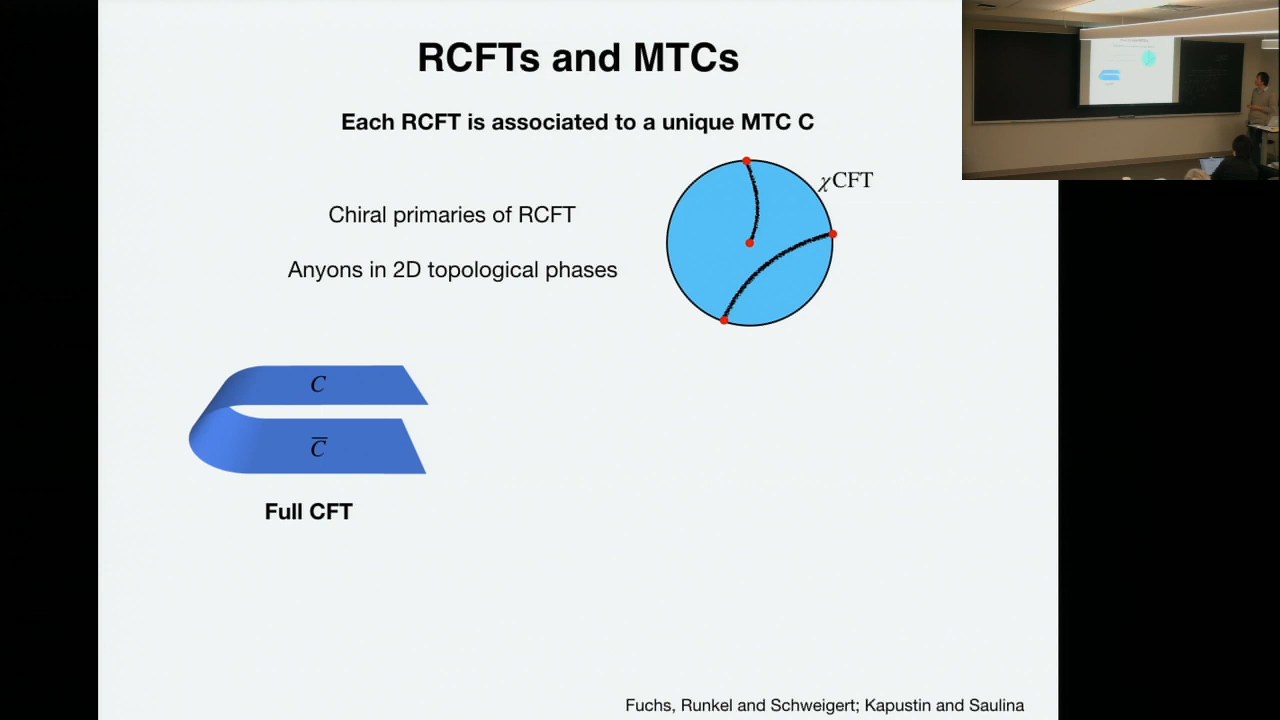 RCFTs and MTCs
Each RCFT is associated to a unique MTC C
χCFT
Chiral primaries of RCFT
Anyons in 2D topological phases
C
C̅
Full CFT
Fuchs, Runkel and Schweigert; Kapustin and Saulina